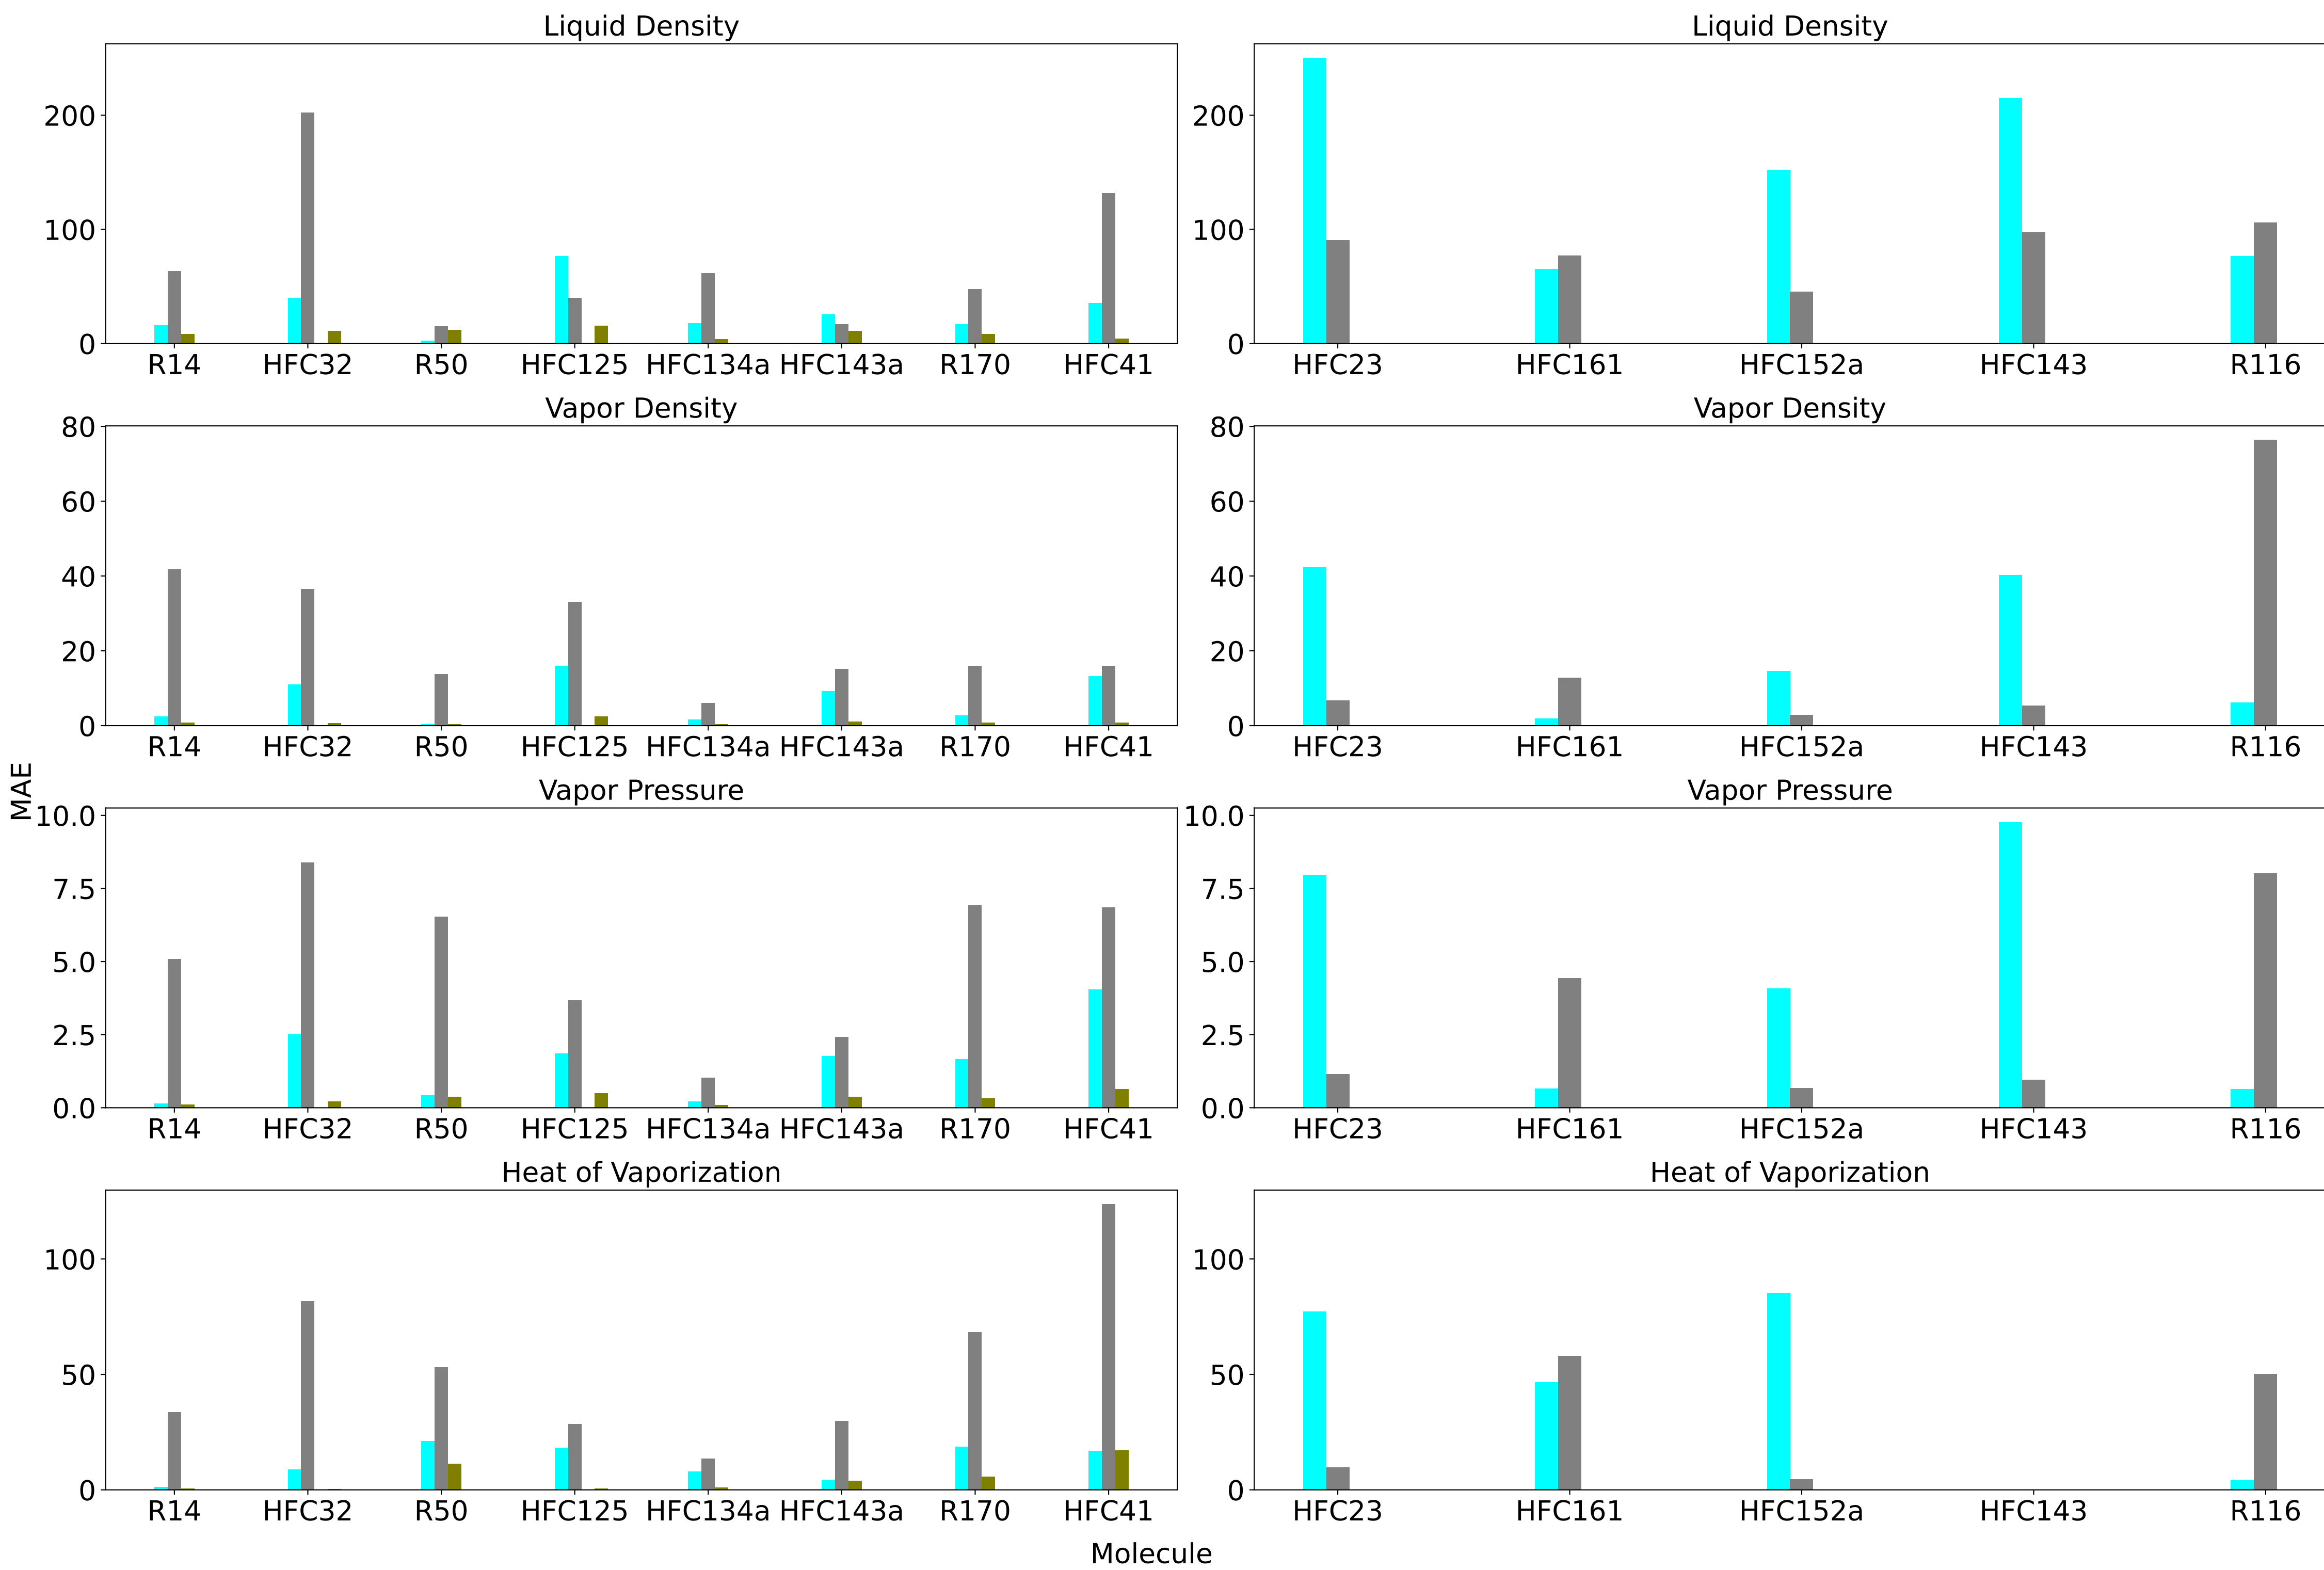 Liquid Density
200
100
0
R14 HFC32 R50 HFC125 HFC134a HFC143a R170 HFC41
Liquid Density
200
100
0
HFC23 HFC161 HFC152a HFC143 R116
Vapor Density
80
60
40
20
0
R14 HFC32 R50 HFC125 HFC134a HFC143a R170 HFC41
Vapor Density
80
60
40
20
0
HFC23 HFC161 HFC152a HFC143 R116
MAE
Vapor Pressure
10.0
7.5
5.0
2.5
0.0
R14 HFC32 R50 HFC125 HFC134a HFC143a R170 HFC41
Vapor Pressure
10.0
7.5
5.0
2.5
0.0
HFC23 HFC161 HFC152a HFC143 R116
Heat of Vaporization
100
50
0
R14 HFC32 R50 HFC125 HFC134a HFC143a R170 HFC41
Heat of Vaporization
100
50
0
HFC23 HFC161 HFC152a HFC143 R116
Molecule